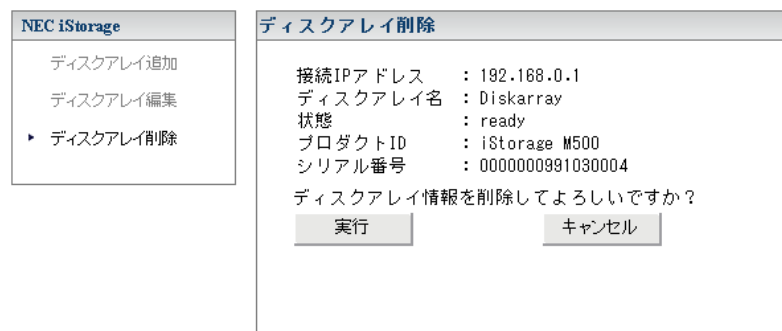 NEC iStorage
ディスクアレイ追加
ディスクアレイ編集
ディスクアレイ削除
ディスクアレイ削除
接続IPアドレス : 192.168.0.1
ディスクアレイ名 : Diskarray
状態 : ready
プロダクトID : iStorage M500
シリアル番号 : 0000000991030004
ディスクアレイ情報を削除してよろしいですか？
実行 キャンセル